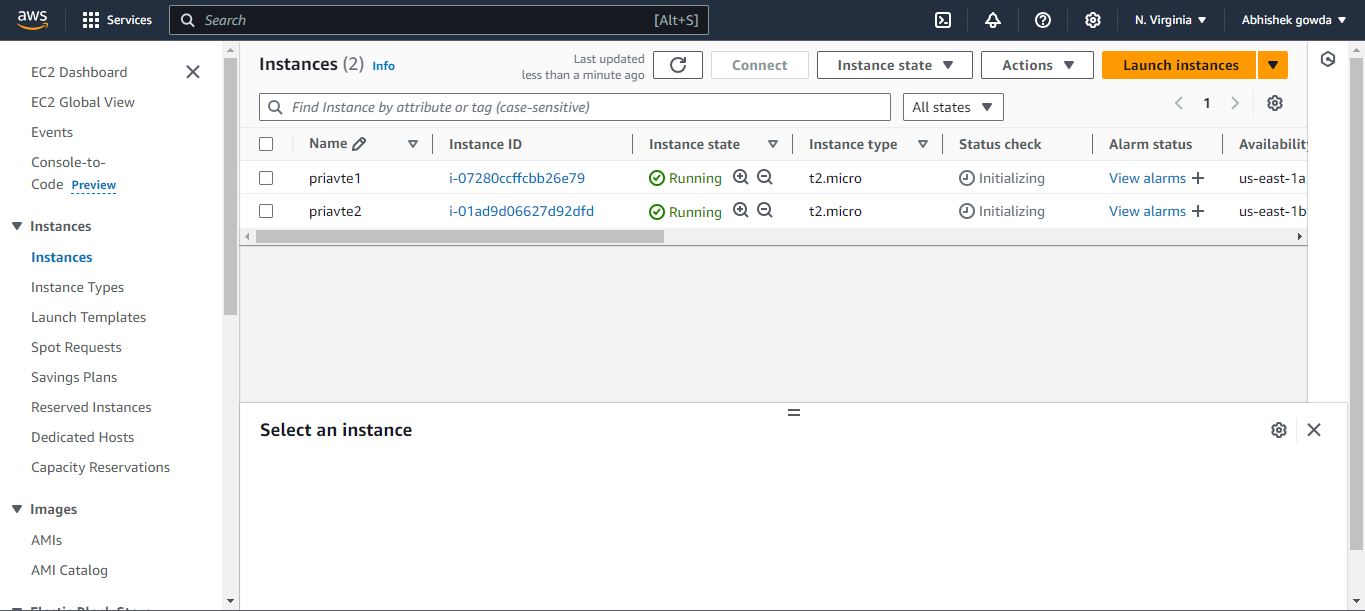 aws
Services
Search
[Alt+S]
N. Virginia
Abhishek gowda
EC2 Dashboard
EC2 Global View
Events
Console-to-
Code Preview
Instances
Instances
Instance Types
Launch Templates
Spot Requests
Savings Plans
Reserved Instances
Dedicated Hosts
Capacity Reservations
Images
AMIs
AMI Catalog
Elastic Block Store
Instances (2) Info
Last updated
less than a minute ago
Connect
Instance state
Actions
Launch instances
Find Instance by attribute or tag (case-sensitive)
All states
1
Name Instance ID Instance state Instance type Status check Alarm status Availability
priavte1 i-07280ccffcbb26e79 Running t2.micro Initializing View alarms us-east-1a
priavte2 i-01ad9d06627d92dfd Running t2.micro Initializing View alarms us-east-1b
Select an instance